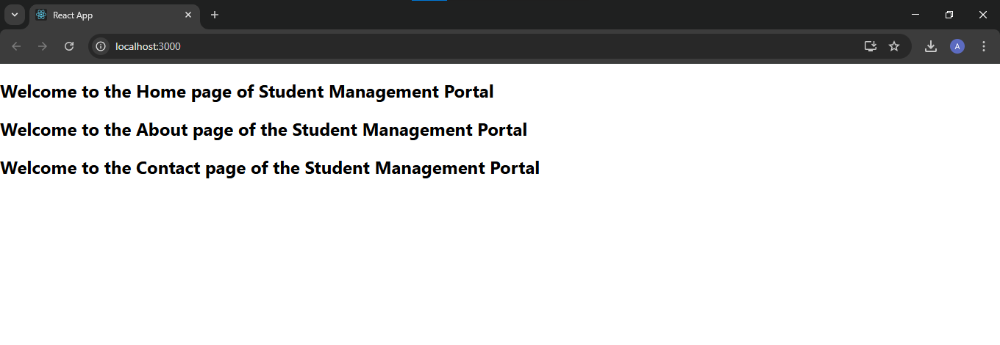 React App
localhost:3000
A
Welcome to the Home page of Student Management Portal
Welcome to the About page of the Student Management Portal
Welcome to the Contact page of the Student Management Portal